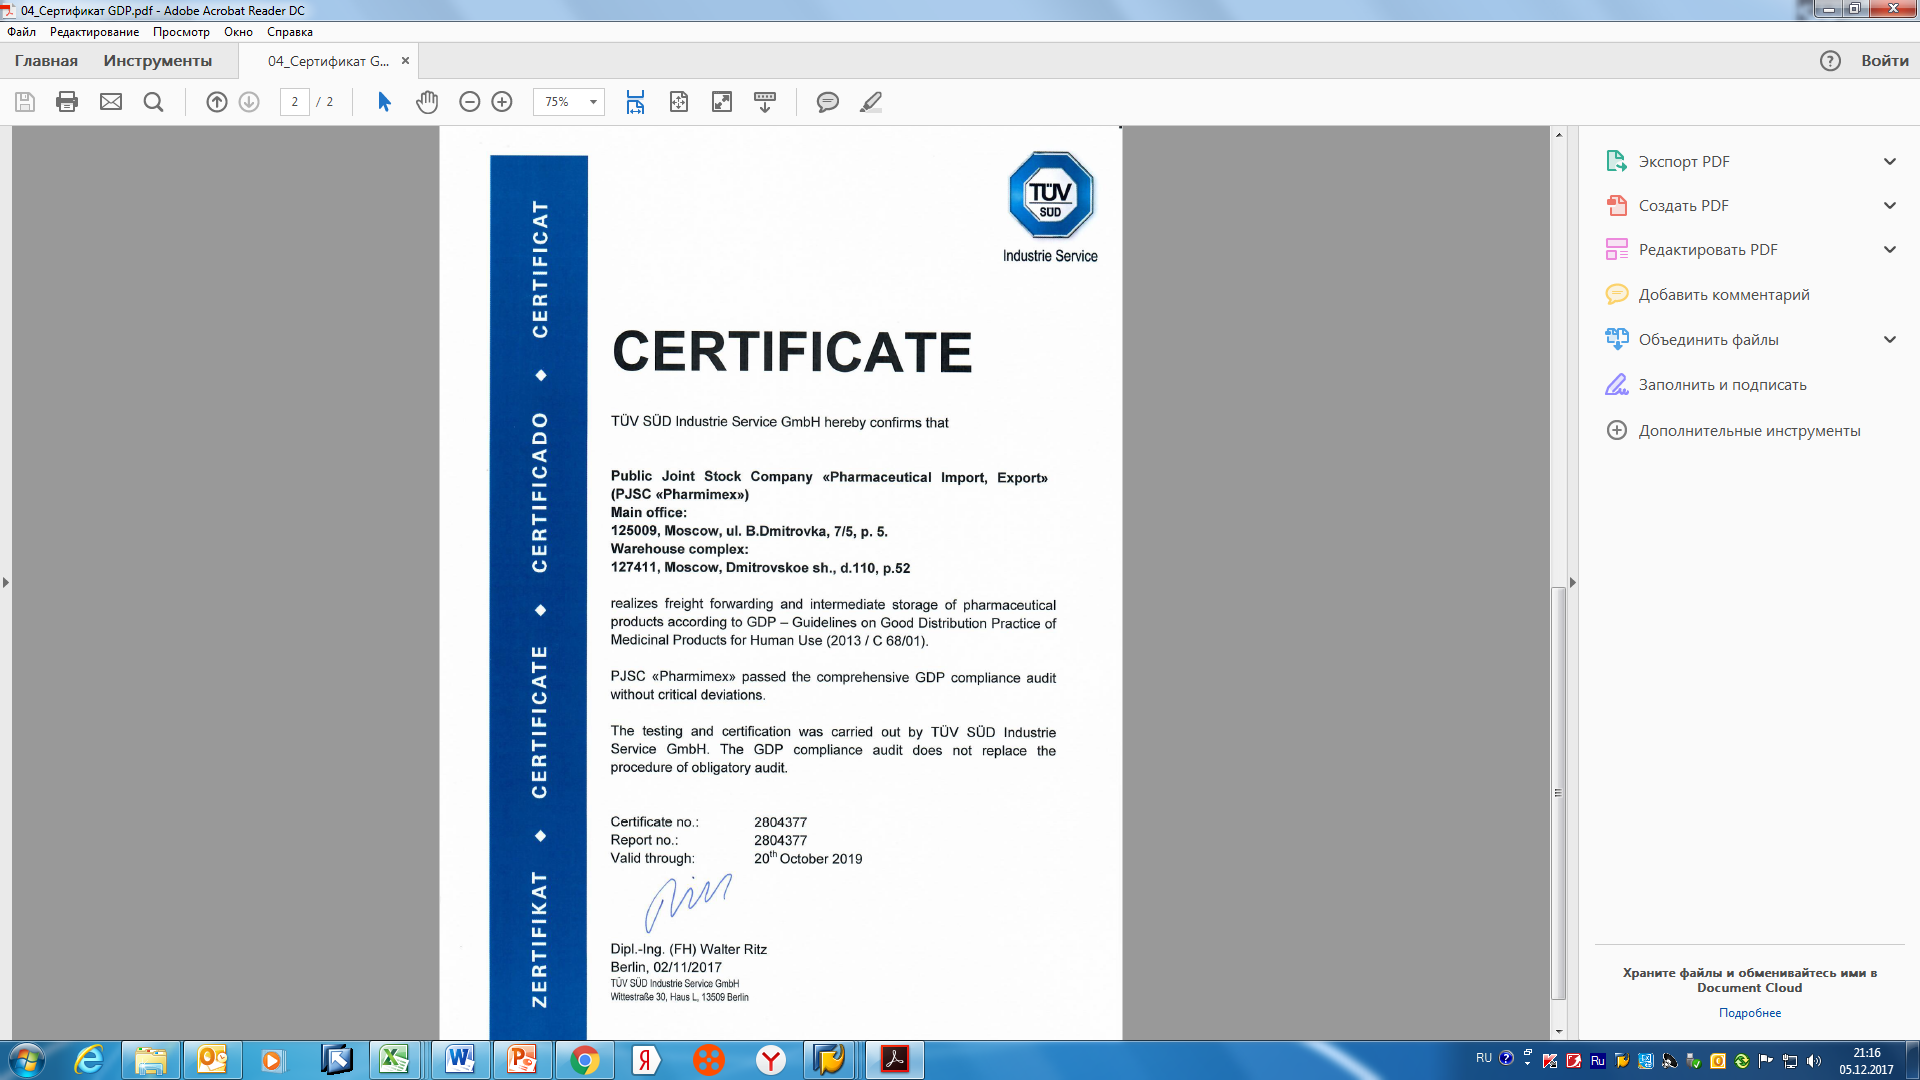 04_Сертификат GDP.pdf - Adobe Acrobat Reader DC
Файл Редактирование Просмотр Окно Справка
Главная Инструменты 04_Сертификат G... Войти
2 / 2 75%
Экспорт PDF
Создать PDF
Редактировать PDF
Добавить комментарий
Объединить файлы
Заполнить и подписать
Дополнительные инструменты
Храните файлы и обменивайтесь ими в
Document Cloud
Подробнее
ZERTIFIKAT ◆ CERTIFICATE ◆ CERTIFICADO ◆ CERTIFICAT
TÜV
SÜD
Industrie Service
CERTIFICATE
TÜV SÜD Industrie Service GmbH hereby confirms that
Public Joint Stock Company «Pharmaceutical Import, Export»
(PJSC «Pharmimex»)
Main office:
125009, Moscow, ul. B.Dmitrovka, 7/5, p. 5.
Warehouse complex:
127411, Moscow, Dmitrovskoe sh., d.110, p.52
realizes freight forwarding and intermediate storage of pharmaceutical
products according to GDP – Guidelines on Good Distribution Practice of
Medicinal Products for Human Use (2013 / C 68/01).
PJSC «Pharmimex» passed the comprehensive GDP compliance audit
without critical deviations.
The testing and certification was carried out by TÜV SÜD Industrie
Service GmbH. The GDP compliance audit does not replace the
procedure of obligatory audit.
Certificate no.: 2804377
Report no.: 2804377
Valid through: 20th October 2019
Dipl.-Ing. (FH) Walter Ritz
Berlin, 02/11/2017
TÜV SÜD Industrie Service GmbH
Wittestraße 30, Haus L, 13509 Berlin
RU
Ru
21:16
05.12.2017